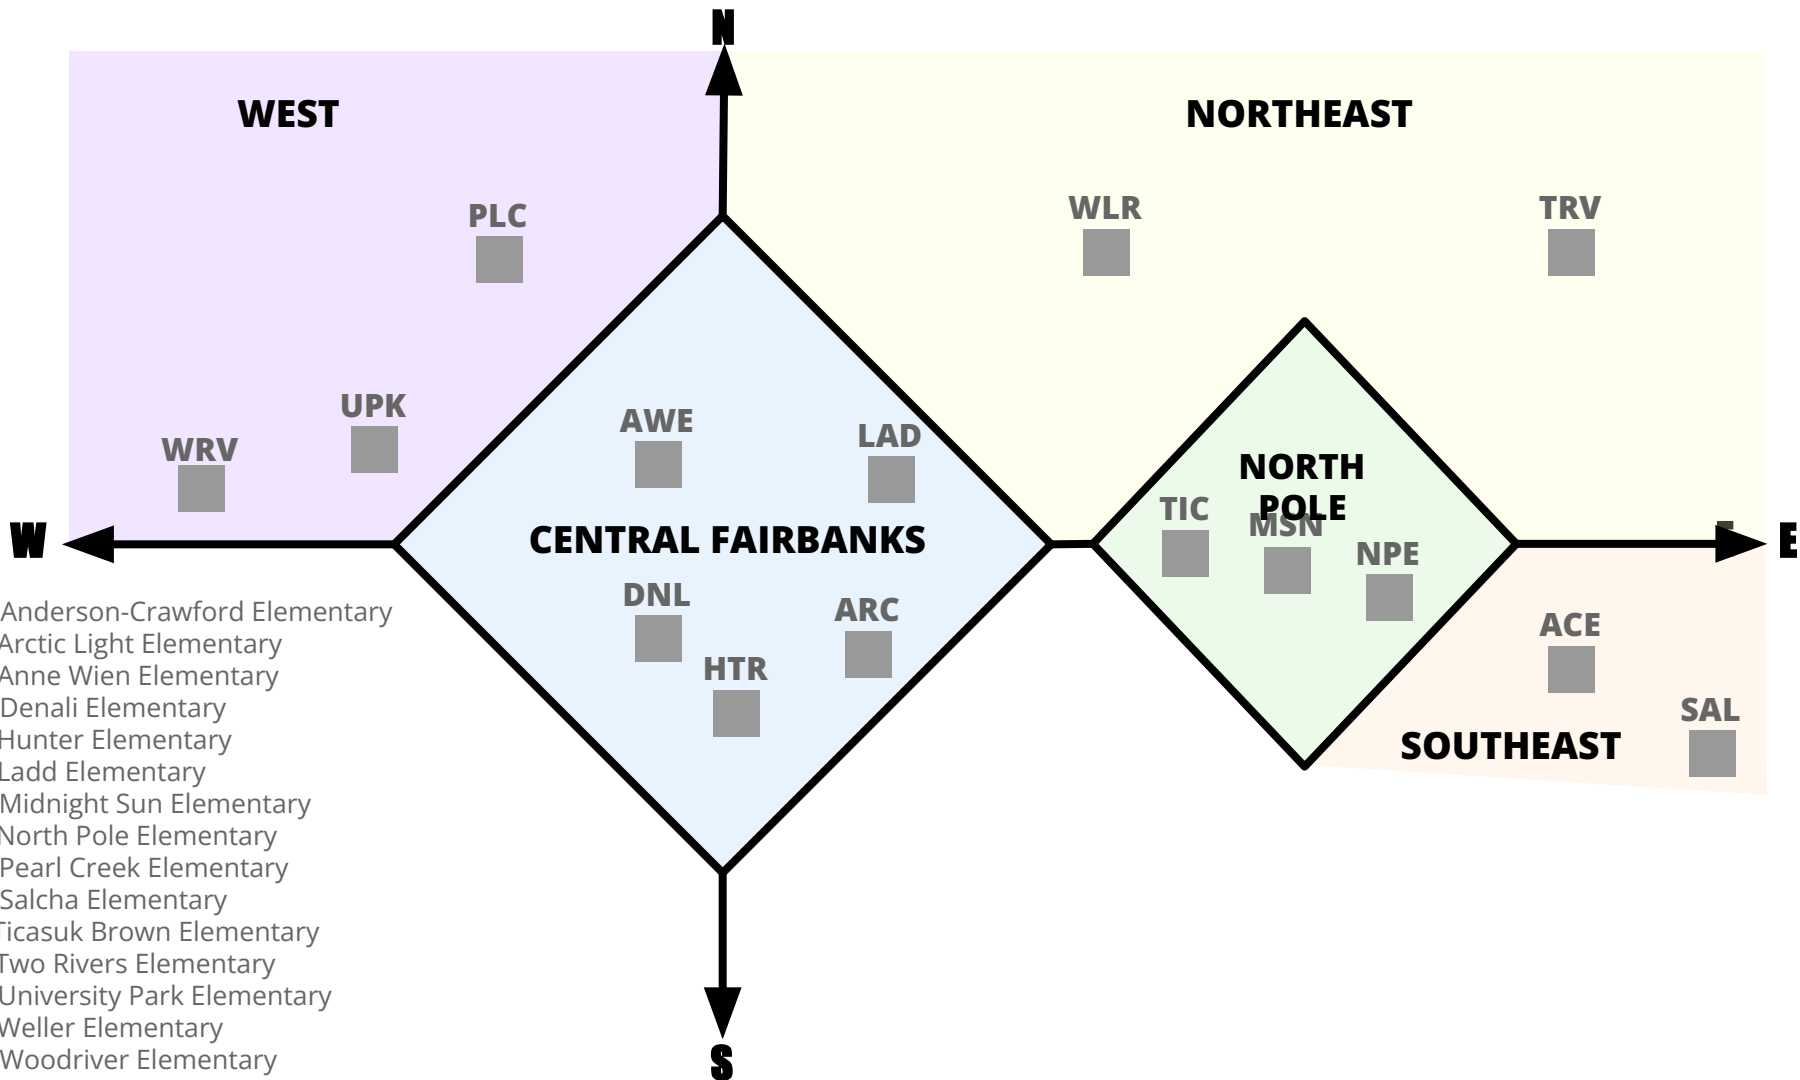 N
WEST
NORTHEAST
PLC
WLR
TRV
UPK
WRV
AWE
LAD
NORTH
POLE
TIC
MSN
NPE
W
CENTRAL FAIRBANKS
E
DNL
ARC
HTR
ACE
SAL
SOUTHEAST
Anderson-Crawford Elementary
Arctic Light Elementary
Anne Wien Elementary
Denali Elementary
Hunter Elementary
Ladd Elementary
Midnight Sun Elementary
North Pole Elementary
Pearl Creek Elementary
Salcha Elementary
Ticasuk Brown Elementary
Two Rivers Elementary
University Park Elementary
Weller Elementary
Woodriver Elementary
S